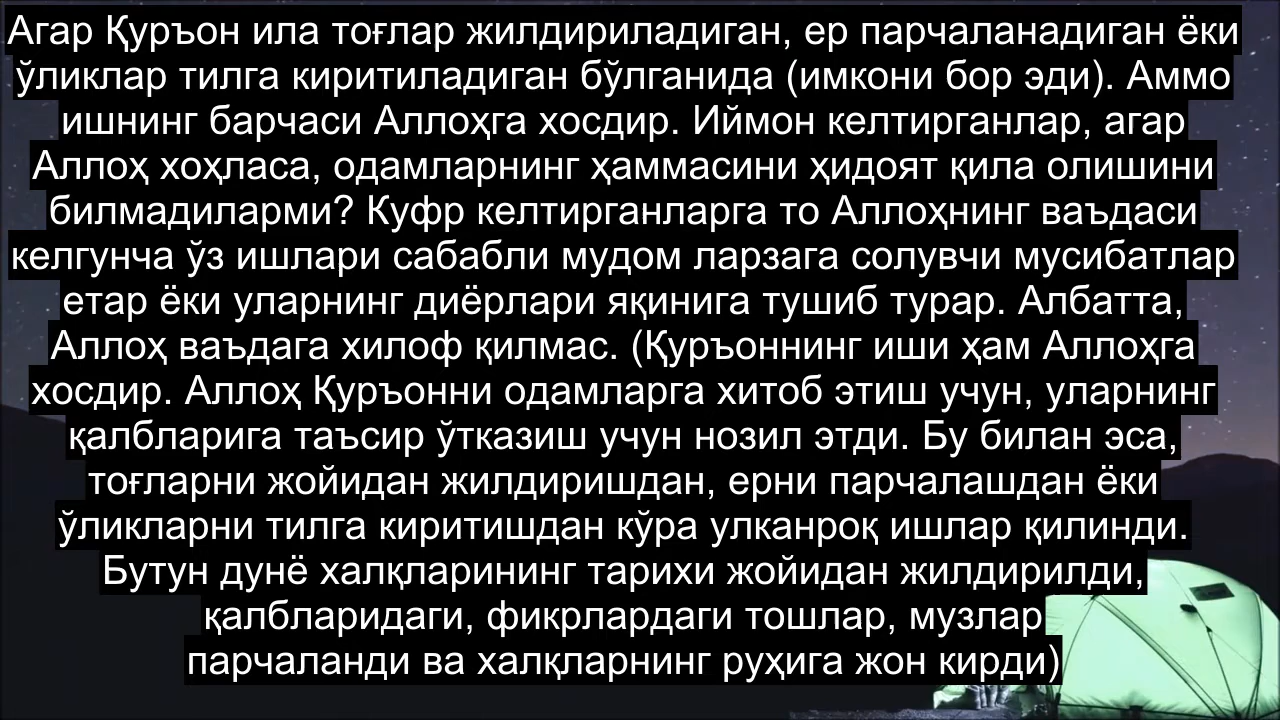 Агар Қуръон ила тоғлар жилдириладиган, ер парчаланадиган ёки
ўликлар тилга киритиладиган бўлганида (имкони бор эди). Аммо
ишнинг барчаси Аллоҳга хосдир. Иймон келтирганлар, агар
Аллоҳ хоҳласа, одамларнинг ҳаммасини ҳидоят қила олишини
билмадиларми? Куфр келтирганларга то Аллоҳнинг ваъдаси
келгунча ўз ишлари сабабли мудом ларзага солувчи мусибатлар
етар ёки уларнинг диёрлари яқинига тушиб турар. Албатта,
Аллоҳ ваъдага хилоф қилмас. (Қуръоннинг иши ҳам Аллоҳга
хосдир. Аллоҳ Қуръонни одамларга хитоб этиш учун, уларнинг
қалбларига таъсир ўтказиш учун нозил этди. Бу билан эса,
тоғларни жойидан жилдиришдан, ерни парчалашдан ёки
ўликларни тилга киритишдан кўра улканроқ ишлар қилинди.
Бутун дунё халқларининг тарихи жойидан жилдирилди,
қалбларидаги, фикрлардаги тошлар, музлар
парчаланди ва халқларнинг руҳига жон кирди)